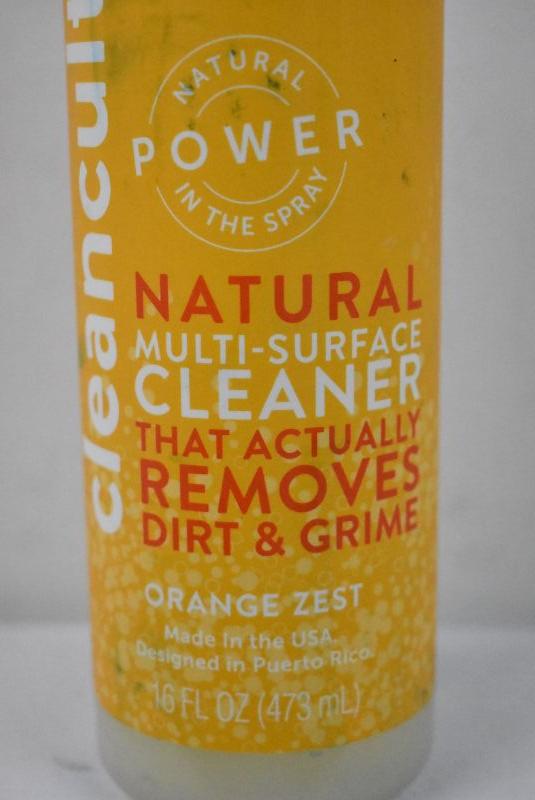 cleancult
NATURAL
POWER
IN THE SPRAY
NATURAL
MULTI-SURFACE
CLEANER
THAT ACTUALLY
REMOVES
DIRT & GRIME
ORANGE ZEST
Made in the USA.
Designed in Puerto Rico.
16 FL OZ (473 mL)